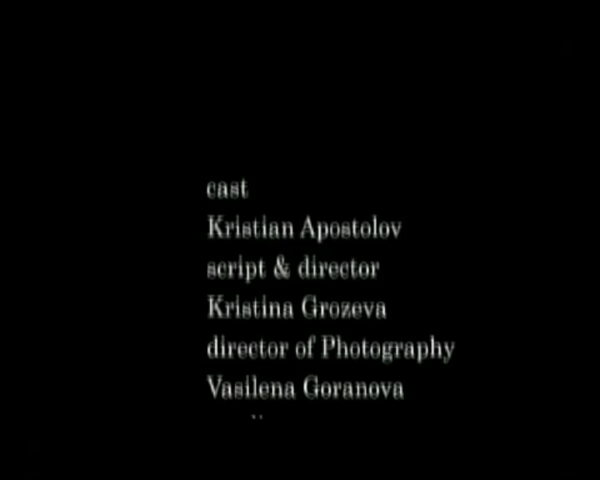 cast
Kristian Apostolov
script & director
Kristina Grozeva
director of Photography
Vasilena Goranova